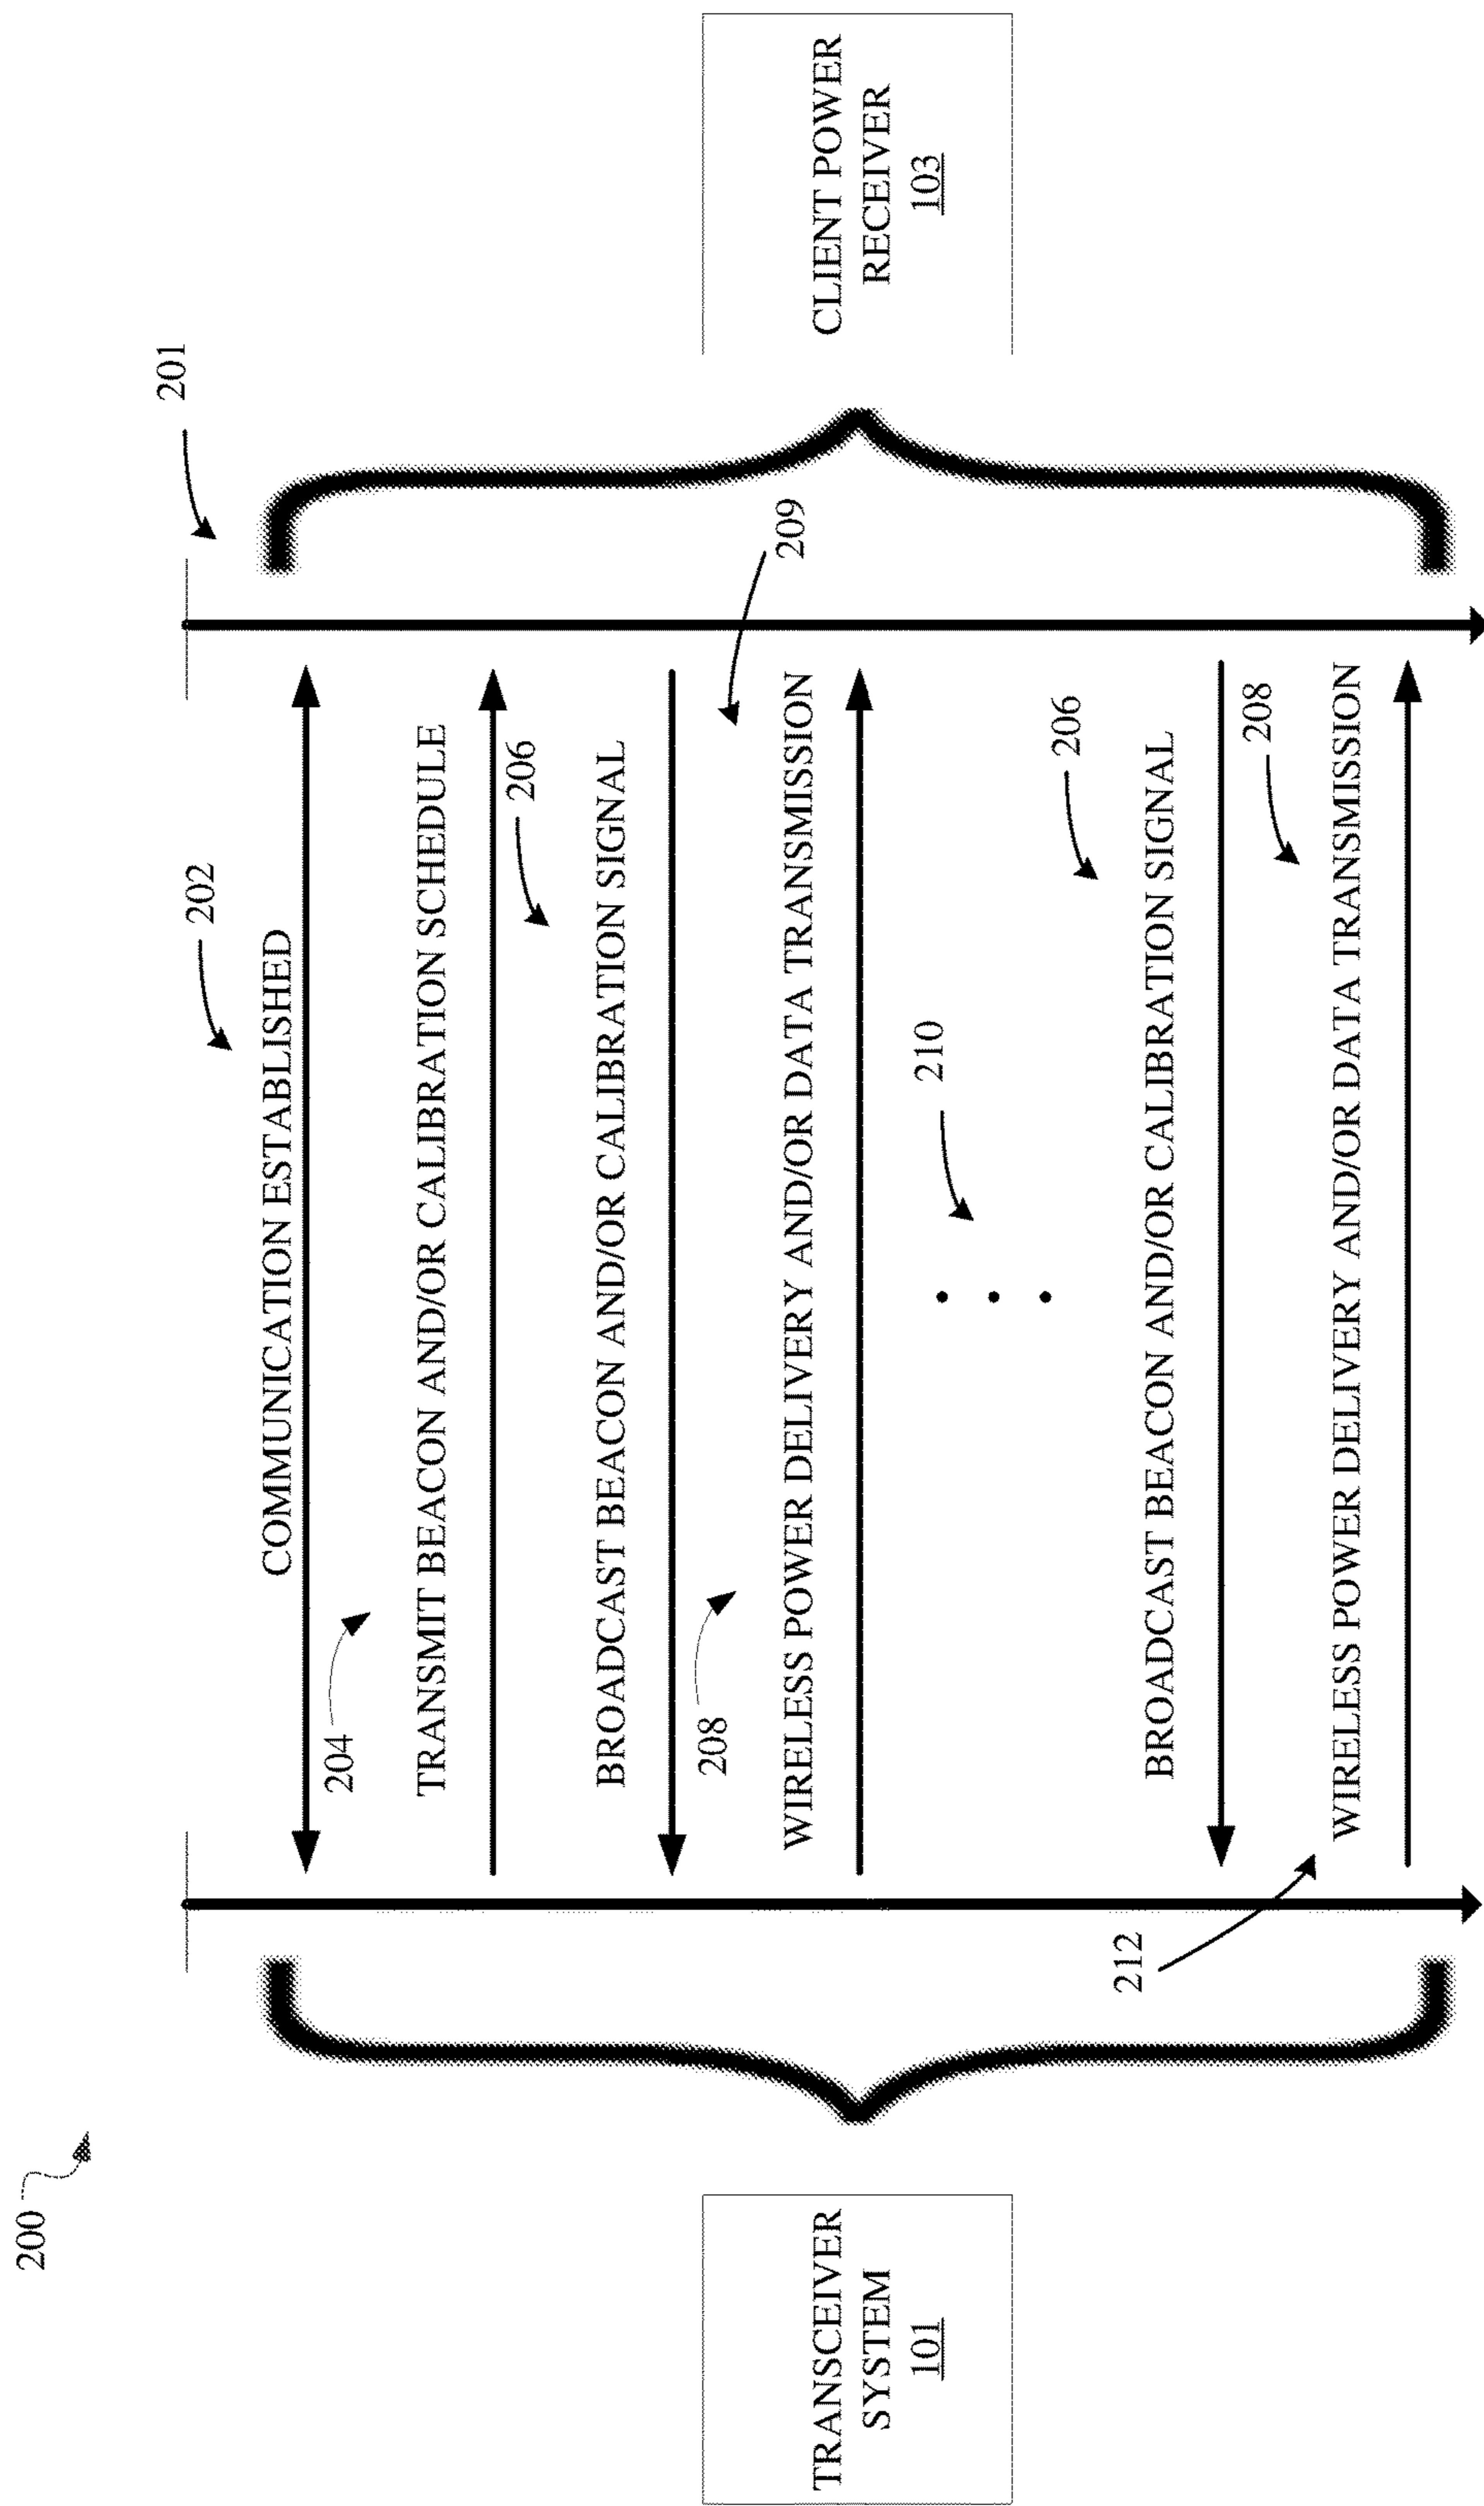 200
201
202
COMMUNICATION ESTABLISHED
204
TRANSMIT BEACON AND/OR CALIBRATION SCHEDULE
206
BROADCAST BEACON AND/OR CALIBRATION SIGNAL
208
209
WIRELESS POWER DELIVERY AND/OR DATA TRANSMISSION
TRANSCEIVER
SYSTEM
101
CLIENT POWER
RECEIVER
103
210
206
BROADCAST BEACON AND/OR CALIBRATION SIGNAL
212
208
WIRELESS POWER DELIVERY AND/OR DATA TRANSMISSION